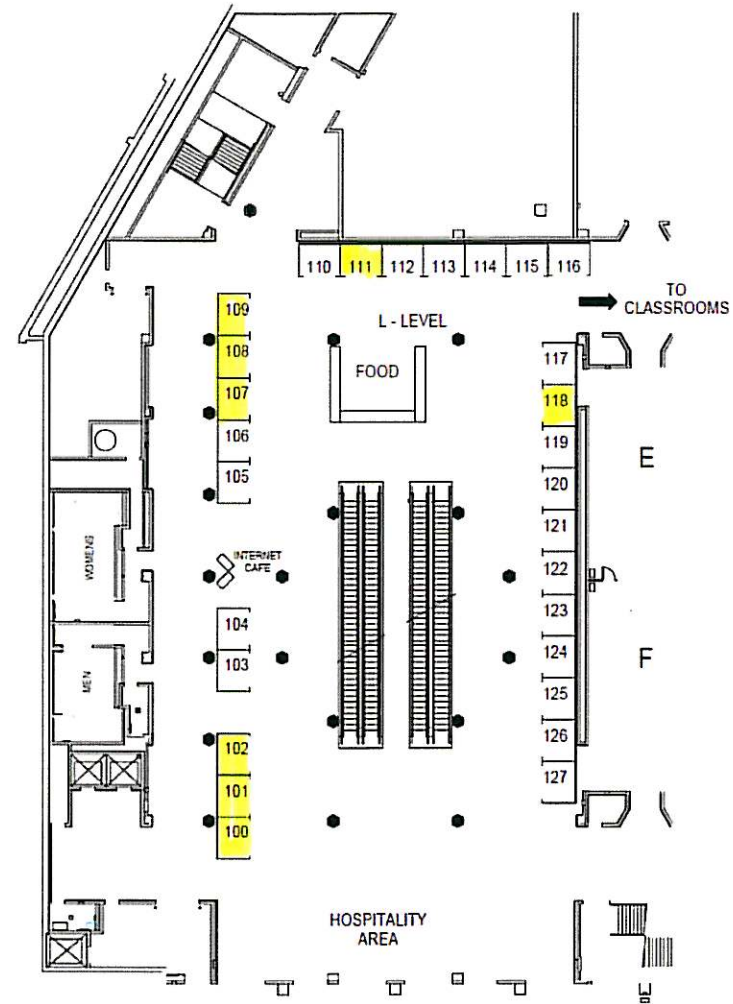 110 111 112 113 114 115 116
TO
CLASSROOMS
109
L - LEVEL
108
117
FOOD
107
118
106
119
E
105
120
121
WOMENS
INTERNET
CAFE
122
123
104
124
103
F
MEN
125
126
102
127
101
100
HOSPITALITY
AREA